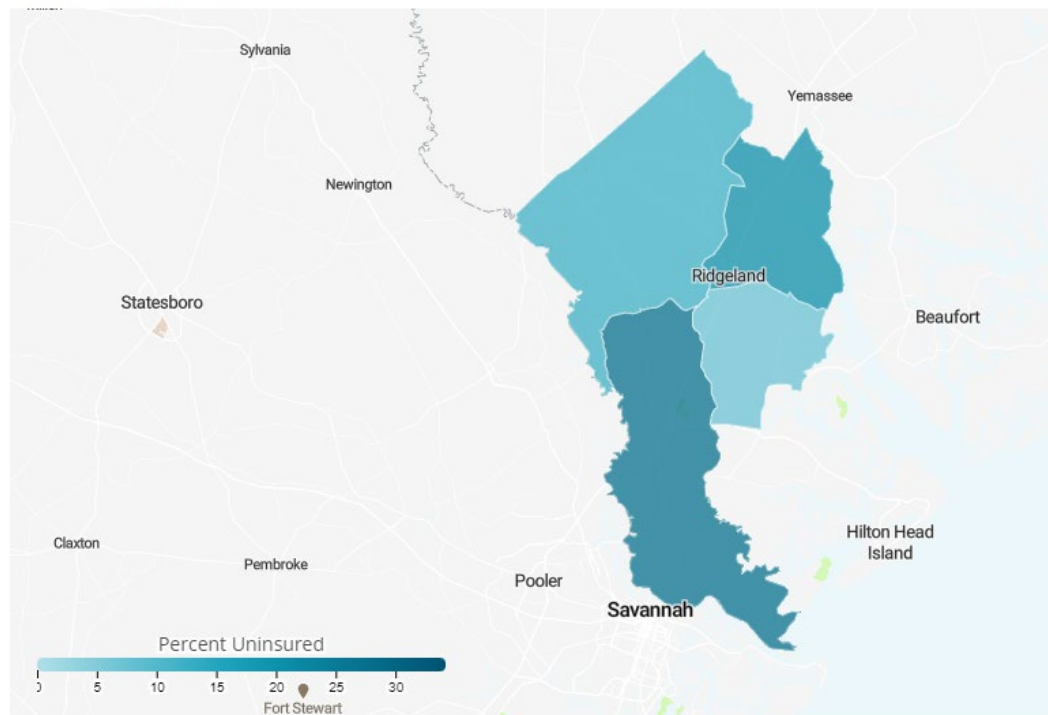 Sylvania
Yemassee
Newington
Ridgeland
Statesboro
Beaufort
Hilton Head
Island
Claxton
Pembroke
Pooler
Savannah
Percent Uninsured
0 5 10 15 20 25 30
Fort Stewart